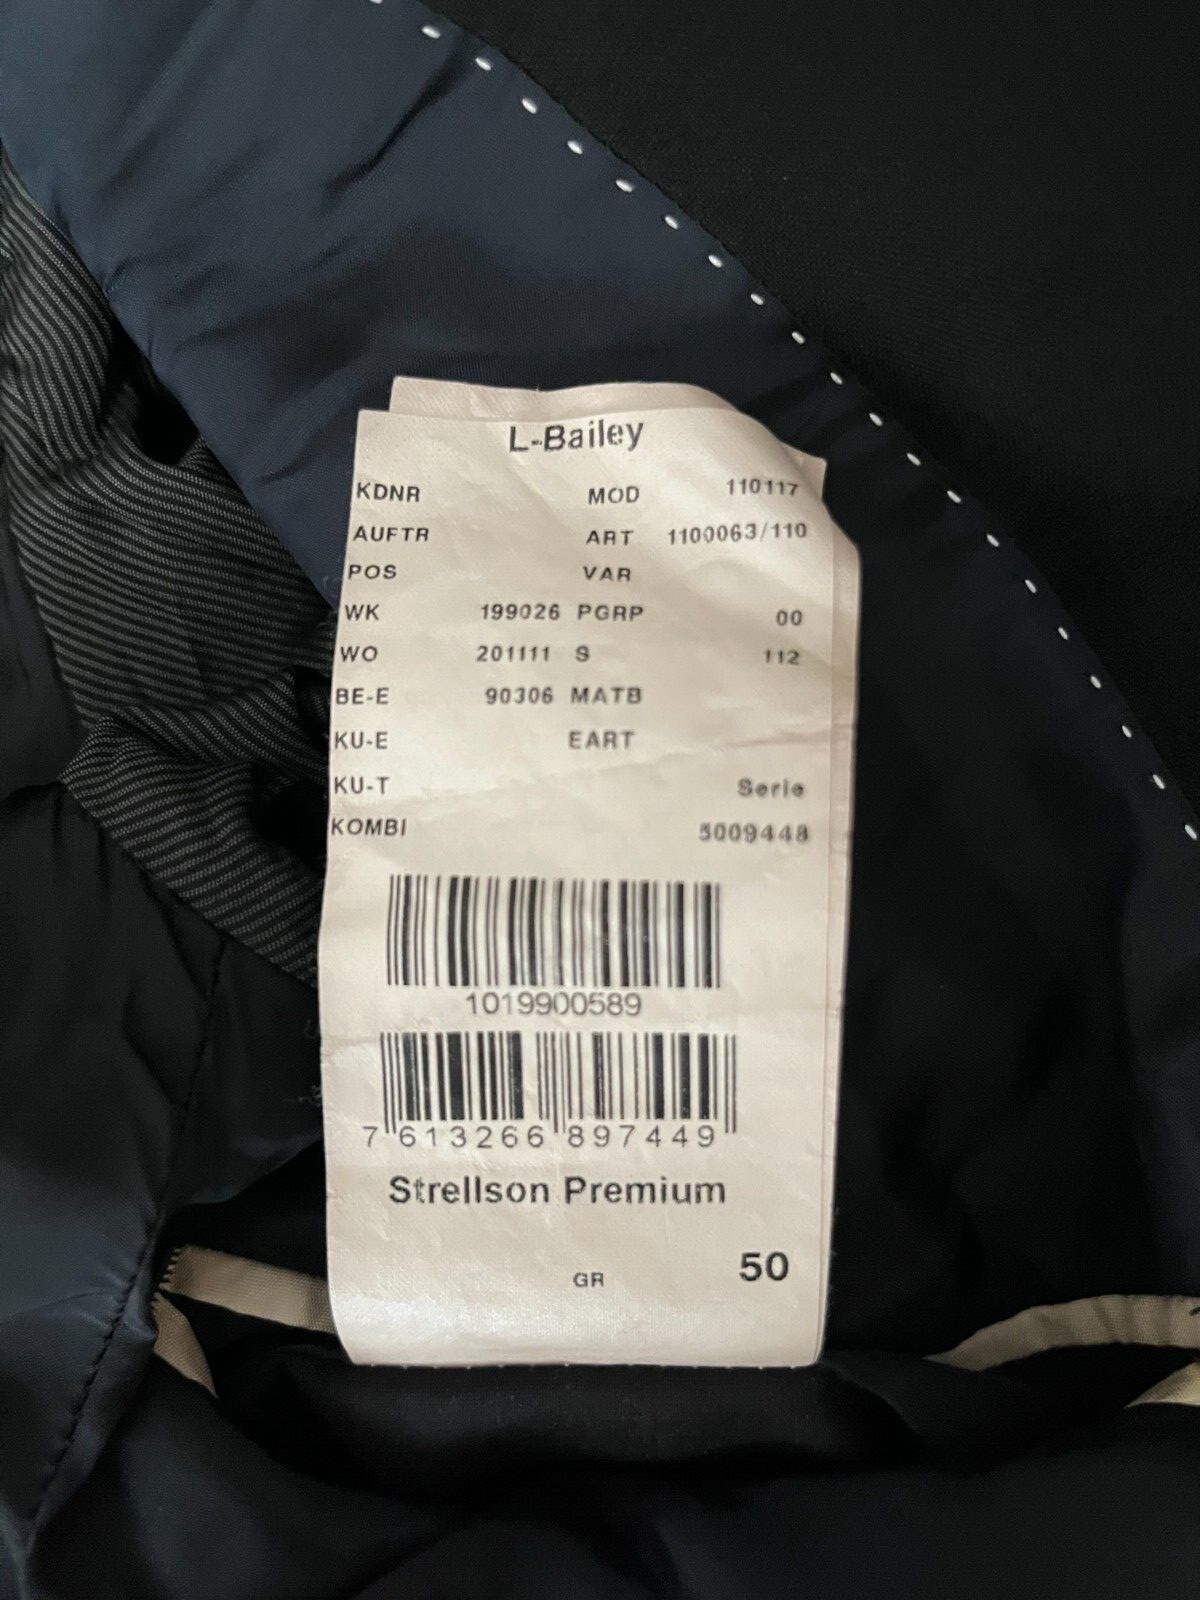 L-Bailey
KDNR MOD 110117
AUFTR ART 1100063/110
POS VAR
WK 199026 PGRP 00
WO 201111 S 112
BE-E 90306 MATB
KU-E EART
KU-T Serie
KOMBI 5009448
1019900589
7 613266 897449
Strellson Premium
GR 50